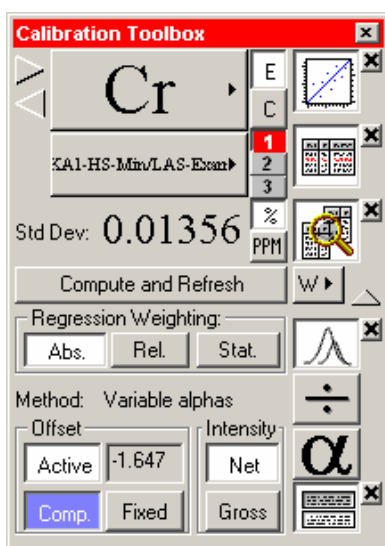 Calibration Toolbox
Cr
E
C
KA1-HS-Min/LAS-Exam
1
2
3
Std Dev: 0.01356
%
PPM
Compute and Refresh
W
Regression Weighting:
Abs. Rel. Stat.
Method: Variable alphas
Offset
Intensity
Active -1.647
Net
Comp. Fixed
Gross
α